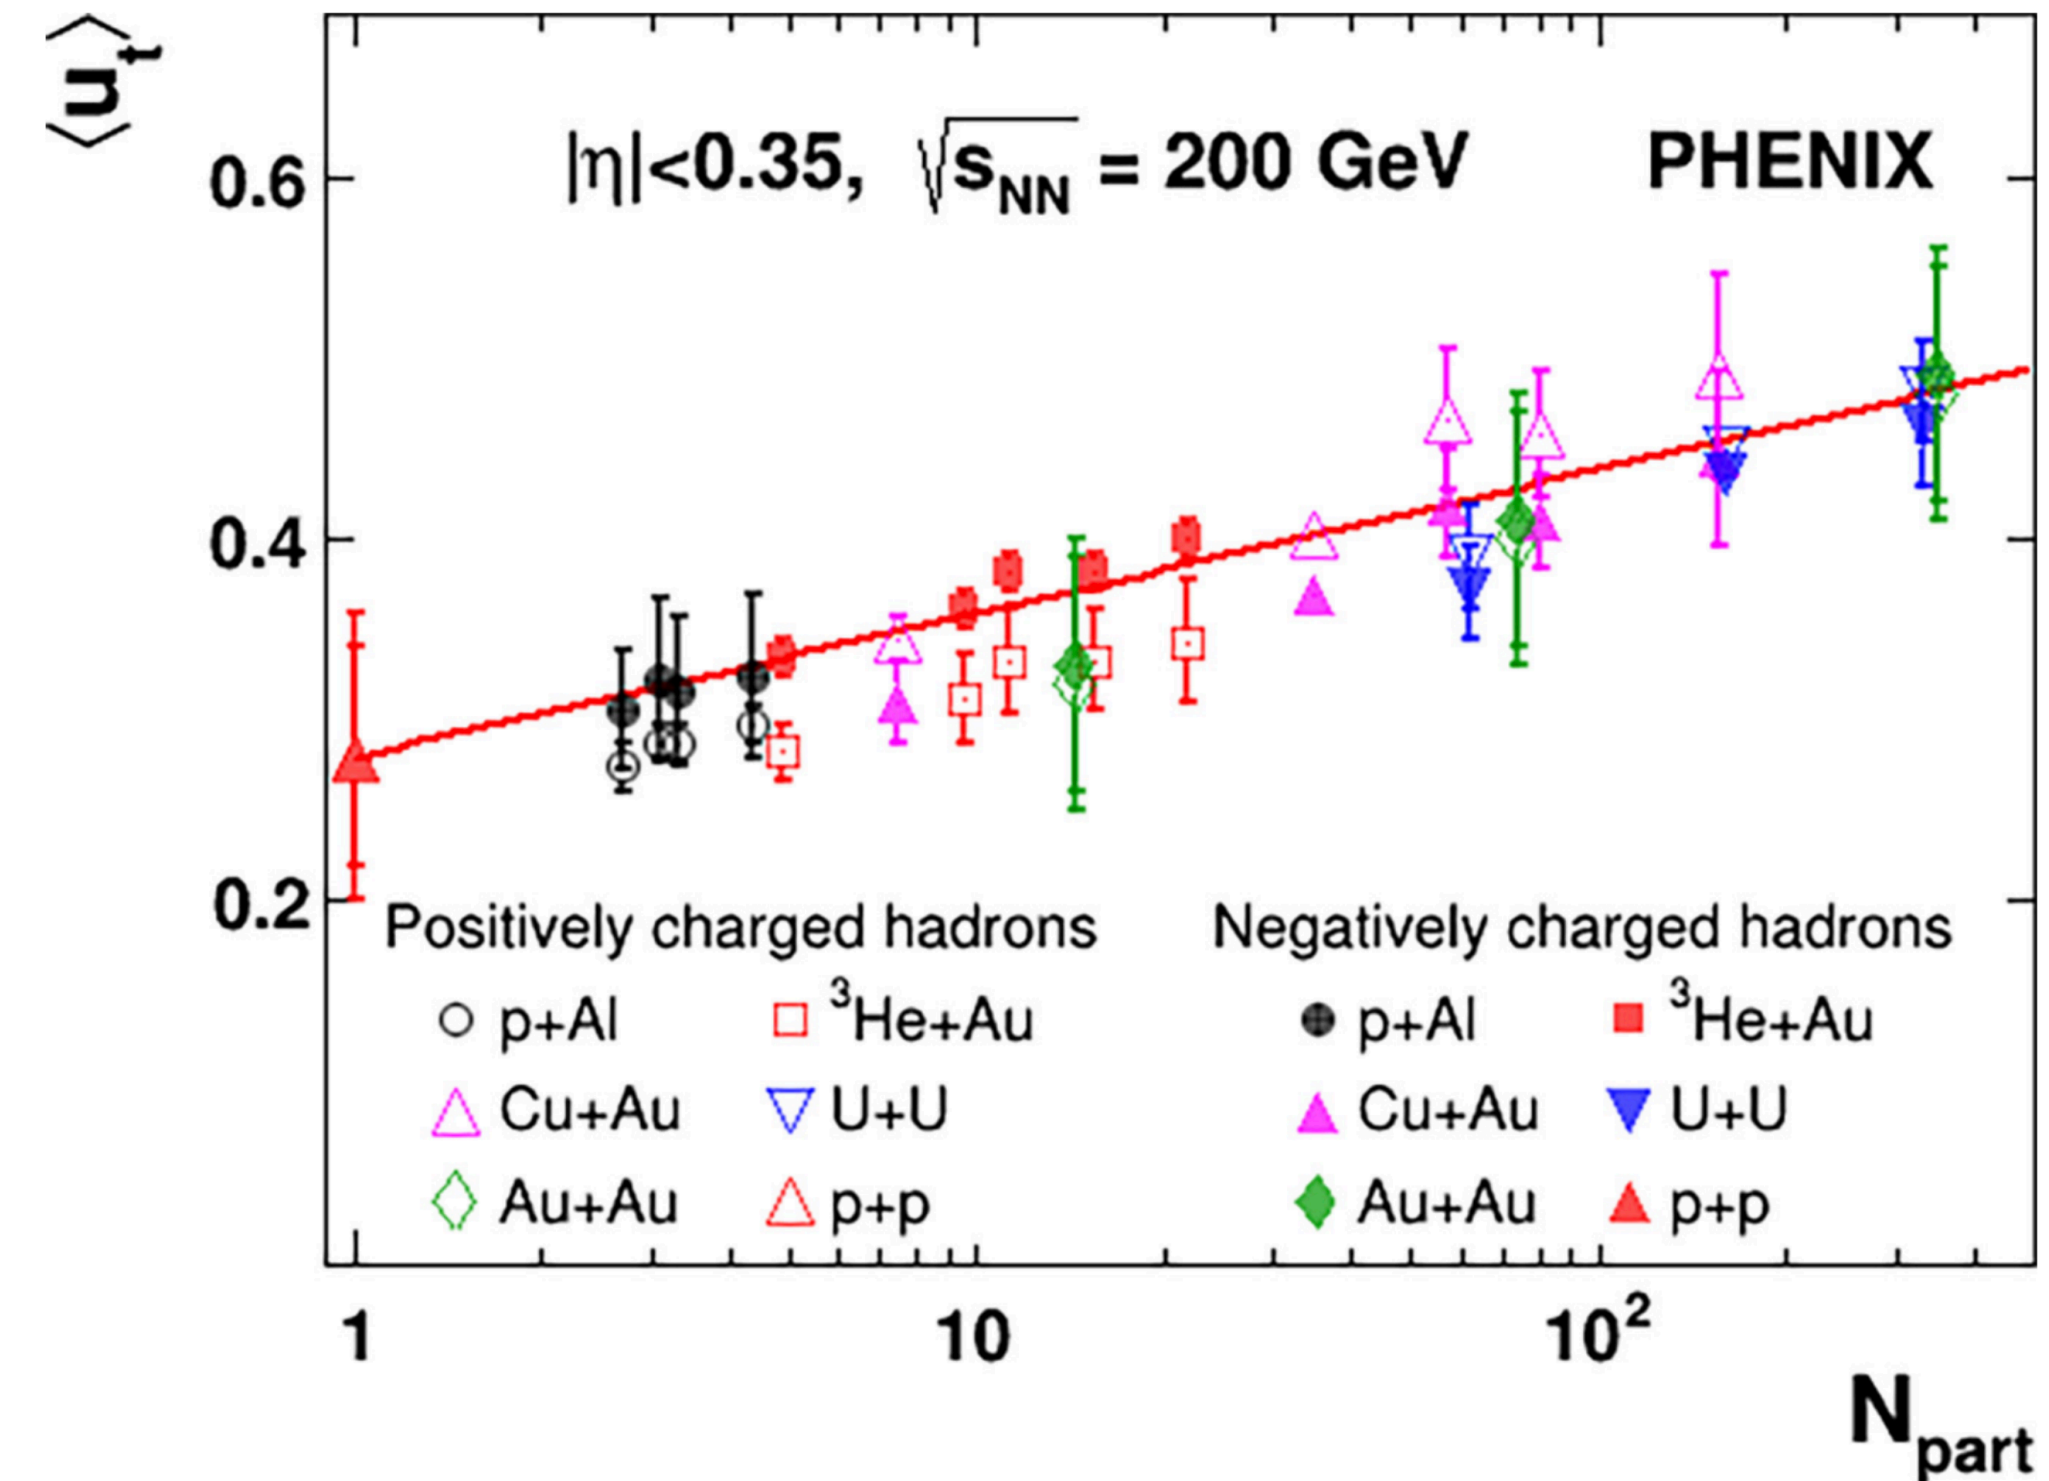 ⟨u_t⟩
|η|<0.35, √s_NN = 200 GeV PHENIX
0.6
0.4
0.2
Positively charged hadrons Negatively charged hadrons
p+Al ³He+Au p+Al ³He+Au
Cu+Au U+U Cu+Au U+U
Au+Au p+p Au+Au p+p
1 10 10²
N_part